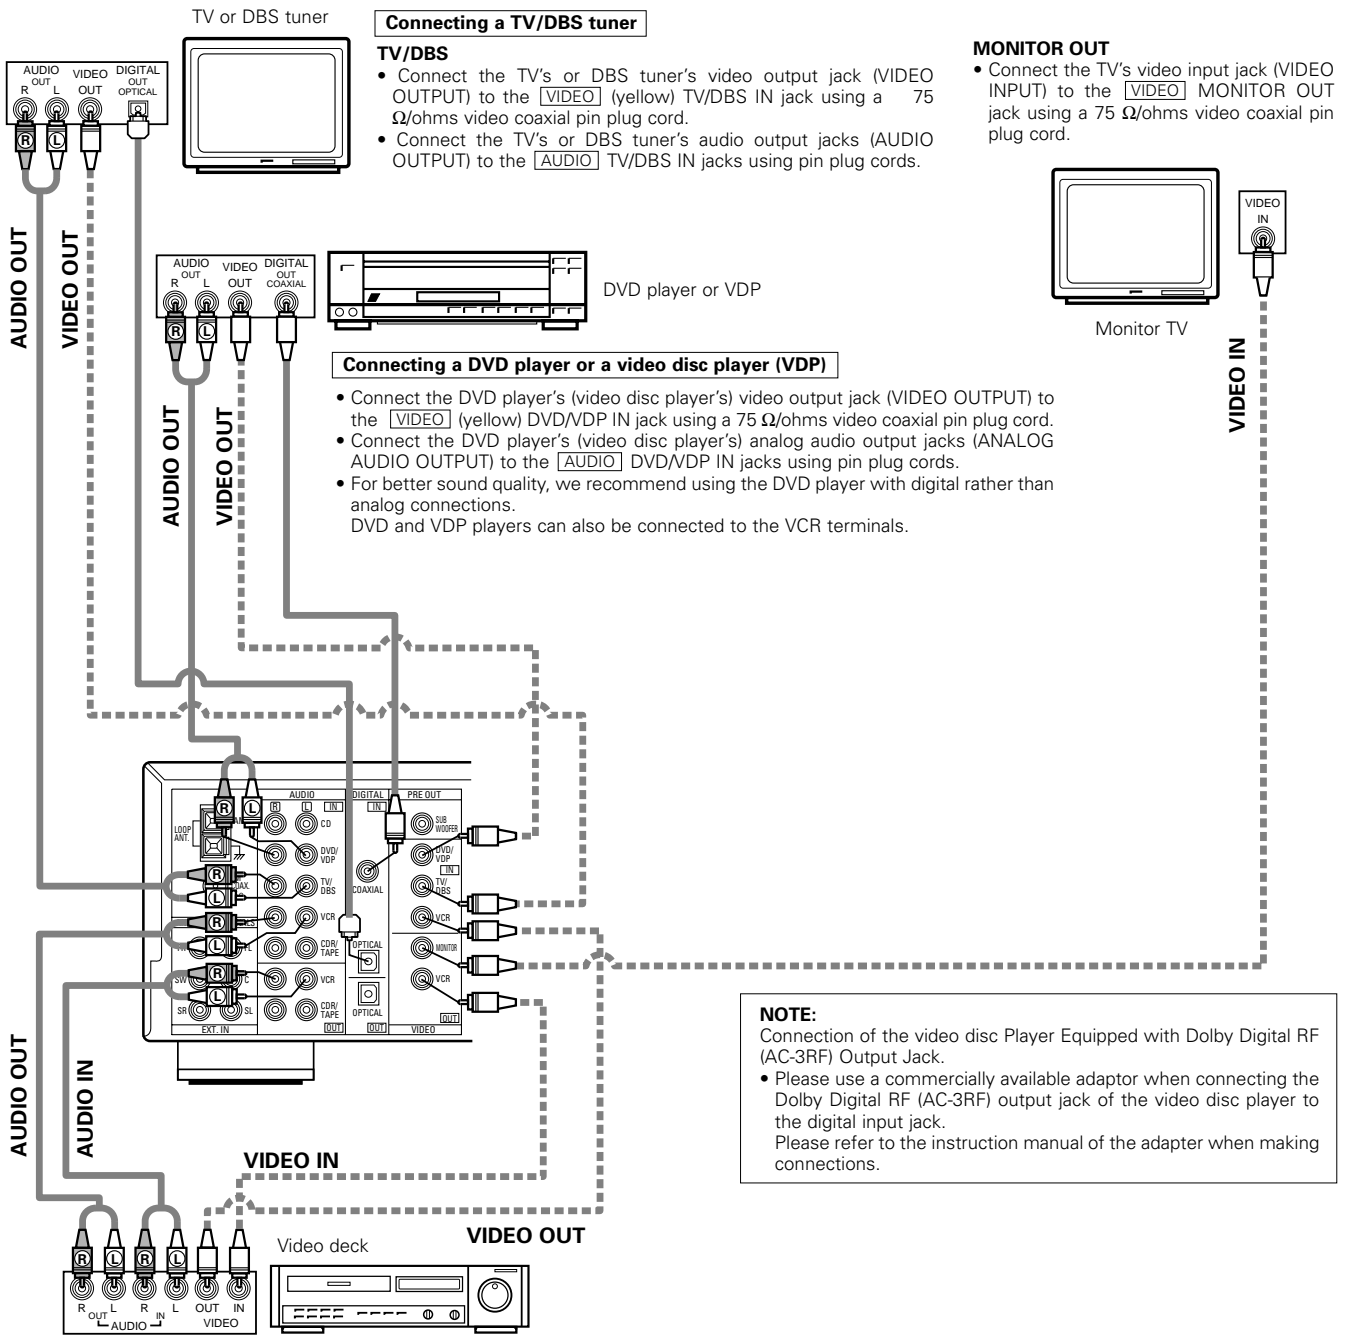 TV or DBS tuner
AUDIO OUT
R L
VIDEO OUT
DIGITAL OUT OPTICAL
R L
Connecting a TV/DBS tuner
TV/DBS
• Connect the TV's or DBS tuner's video output jack (VIDEO
OUTPUT) to the VIDEO (yellow) TV/DBS IN jack using a 75
Ω/ohms video coaxial pin plug cord.
• Connect the TV's or DBS tuner's audio output jacks (AUDIO
OUTPUT) to the AUDIO TV/DBS IN jacks using pin plug cords.
MONITOR OUT
• Connect the TV's video input jack (VIDEO
INPUT) to the VIDEO MONITOR OUT
jack using a 75 Ω/ohms video coaxial pin
plug cord.
VIDEO IN
Monitor TV
VIDEO IN
AUDIO OUT
VIDEO OUT
AUDIO OUT
R L
VIDEO OUT
DIGITAL OUT COAXIAL
R L
DVD player or VDP
AUDIO OUT
VIDEO OUT
Connecting a DVD player or a video disc player (VDP)
• Connect the DVD player's (video disc player's) video output jack (VIDEO OUTPUT) to
the VIDEO (yellow) DVD/VDP IN jack using a 75 Ω/ohms video coaxial pin plug cord.
• Connect the DVD player's (video disc player's) analog audio output jacks (ANALOG
AUDIO OUTPUT) to the AUDIO DVD/VDP IN jacks using pin plug cords.
• For better sound quality, we recommend using the DVD player with digital rather than
analog connections.
DVD and VDP players can also be connected to the VCR terminals.
R L
AUDIO
R L IN
DIGITAL
IN
PRE OUT
LOOP
ANT.
CD
SUB
WOOFER
DVD/
VDP
DVD/
VDP
IN
R
L
TV/
DBS
COAXIAL
TV/
DBS
R
L
VCR
VCR
CDR/
TAPE
OPTICAL
MONITOR
SW
R
L
C
VCR
VCR
SR
SL
CDR/
TAPE
OPTICAL
EXT. IN
OUT
OUT
OUT
VIDEO
NOTE:
Connection of the video disc Player Equipped with Dolby Digital RF
(AC-3RF) Output Jack.
• Please use a commercially available adaptor when connecting the
Dolby Digital RF (AC-3RF) output jack of the video disc player to
the digital input jack.
Please refer to the instruction manual of the adapter when making
connections.
AUDIO OUT
AUDIO IN
VIDEO IN
VIDEO OUT
Video deck
R L R L
R L R L OUT IN
OUT IN
AUDIO
VIDEO